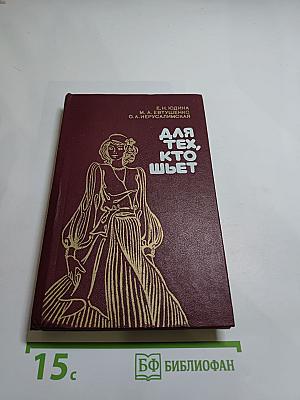 Е. Н. ЮДИНА
М. А. ЕВТУШЕНКО
О. А. ИЕРУСАЛИМСКАЯ
ДЛЯ
ТЕХ,
КТО
ШЬЕТ
15с
БФ БИБЛИОФАН